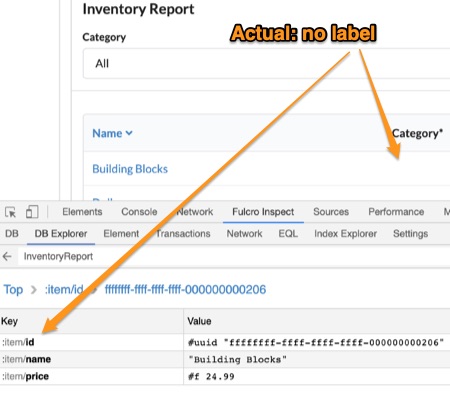 Inventory Report
Actual: no label
Category
All
Name
Category*
Building Blocks
Elements Console Network Fulcro Inspect Sources Performance M
DB DB Explorer Element Transactions Network EQL Index Explorer Settings
InventoryReport
Top > :item/id > ffffffff-ffff-ffff-ffff-000000000206
Key Value
:item/id #uuid "ffffffff-ffff-ffff-ffff-000000000206"
:item/name "Building Blocks"
:item/price #f 24.99